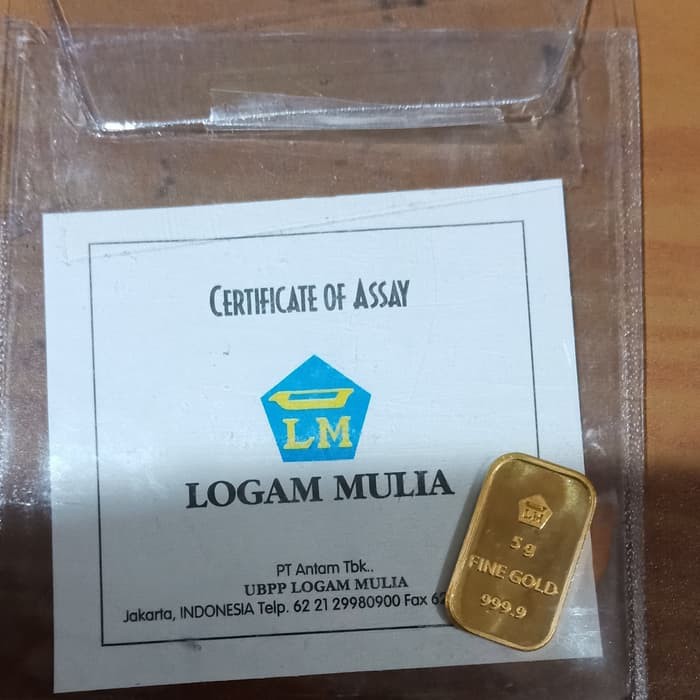 CERTIFICATE OF ASSAY
LM
LOGAM MULIA
PT Antam Tbk..
UBPP LOGAM MULIA
Jakarta, INDONESIA Telp. 62 21 29980900 Fax 62
LM
5 g
FINE GOLD
999.9